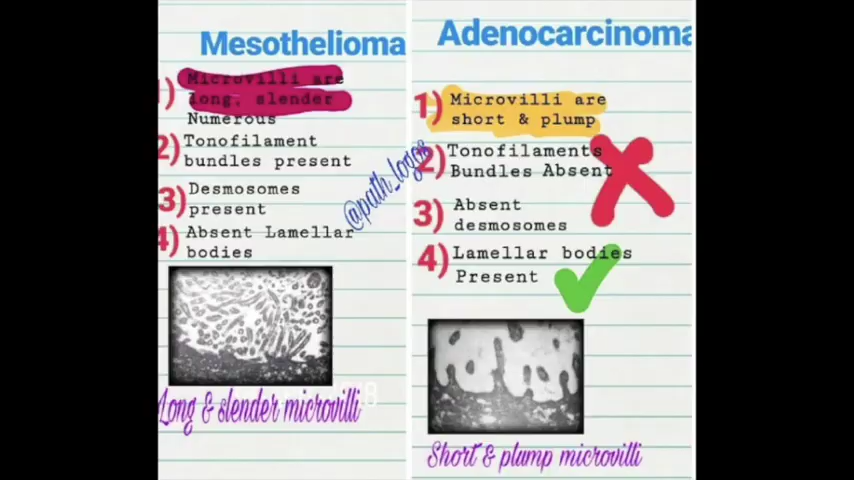 Mesothelioma
1) Microvilli are
long, slender
Numerous
2) Tonofilament
bundles present
3) Desmosomes
present
4) Absent Lamellar
bodies
Long & slender microvilli
Adenocarcinoma
1) Microvilli are
short & plump
2) Tonofilaments
Bundles Absent
3) Absent
desmosomes
4) Lamellar bodies
Present
Short & plump microvilli